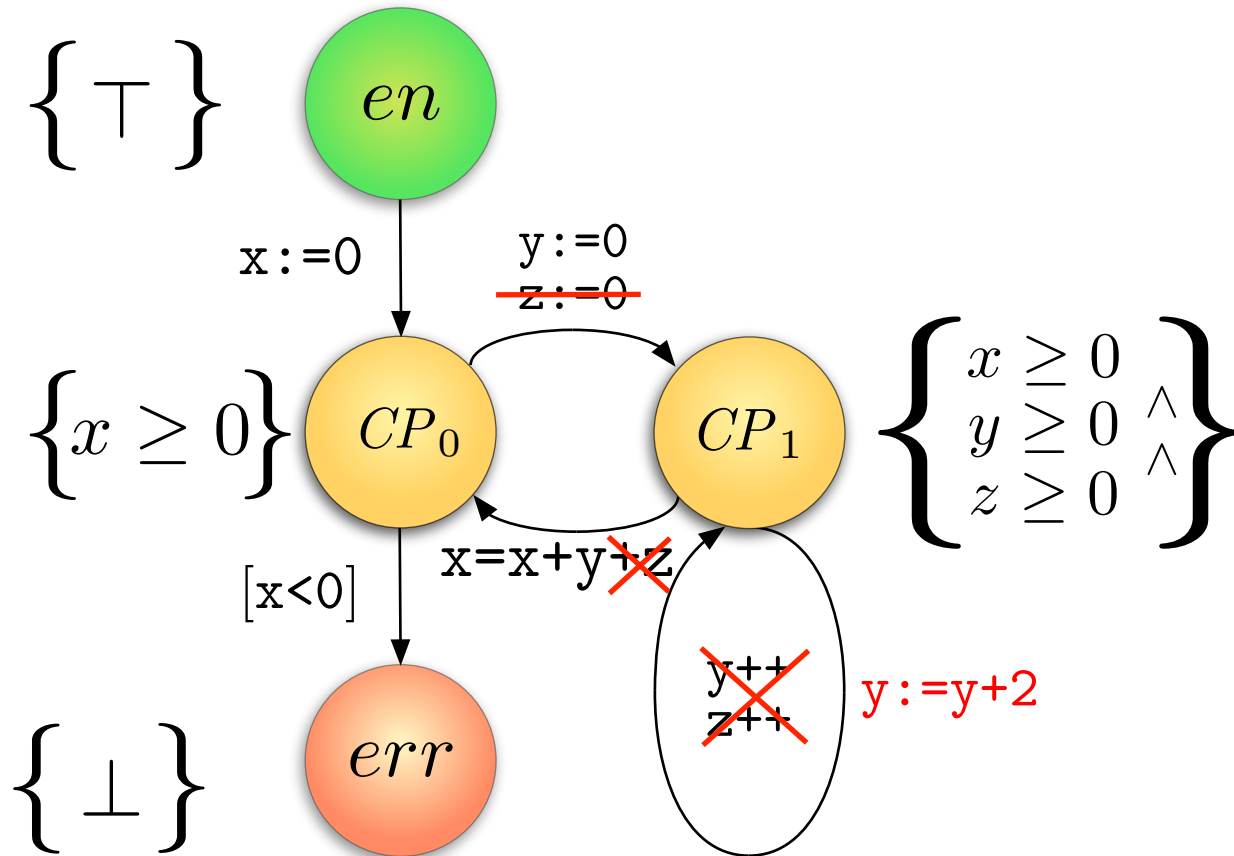 { ⊤ }
en
x:=0
y:=0
z:=0
{x ≥ 0}
CP₀
CP₁
x ≥ 0
y ≥ 0 ∧
z ≥ 0 ∧
x=x+y+z
[x<0]
y++
z++
y:=y+2
{ ⊥ }
err